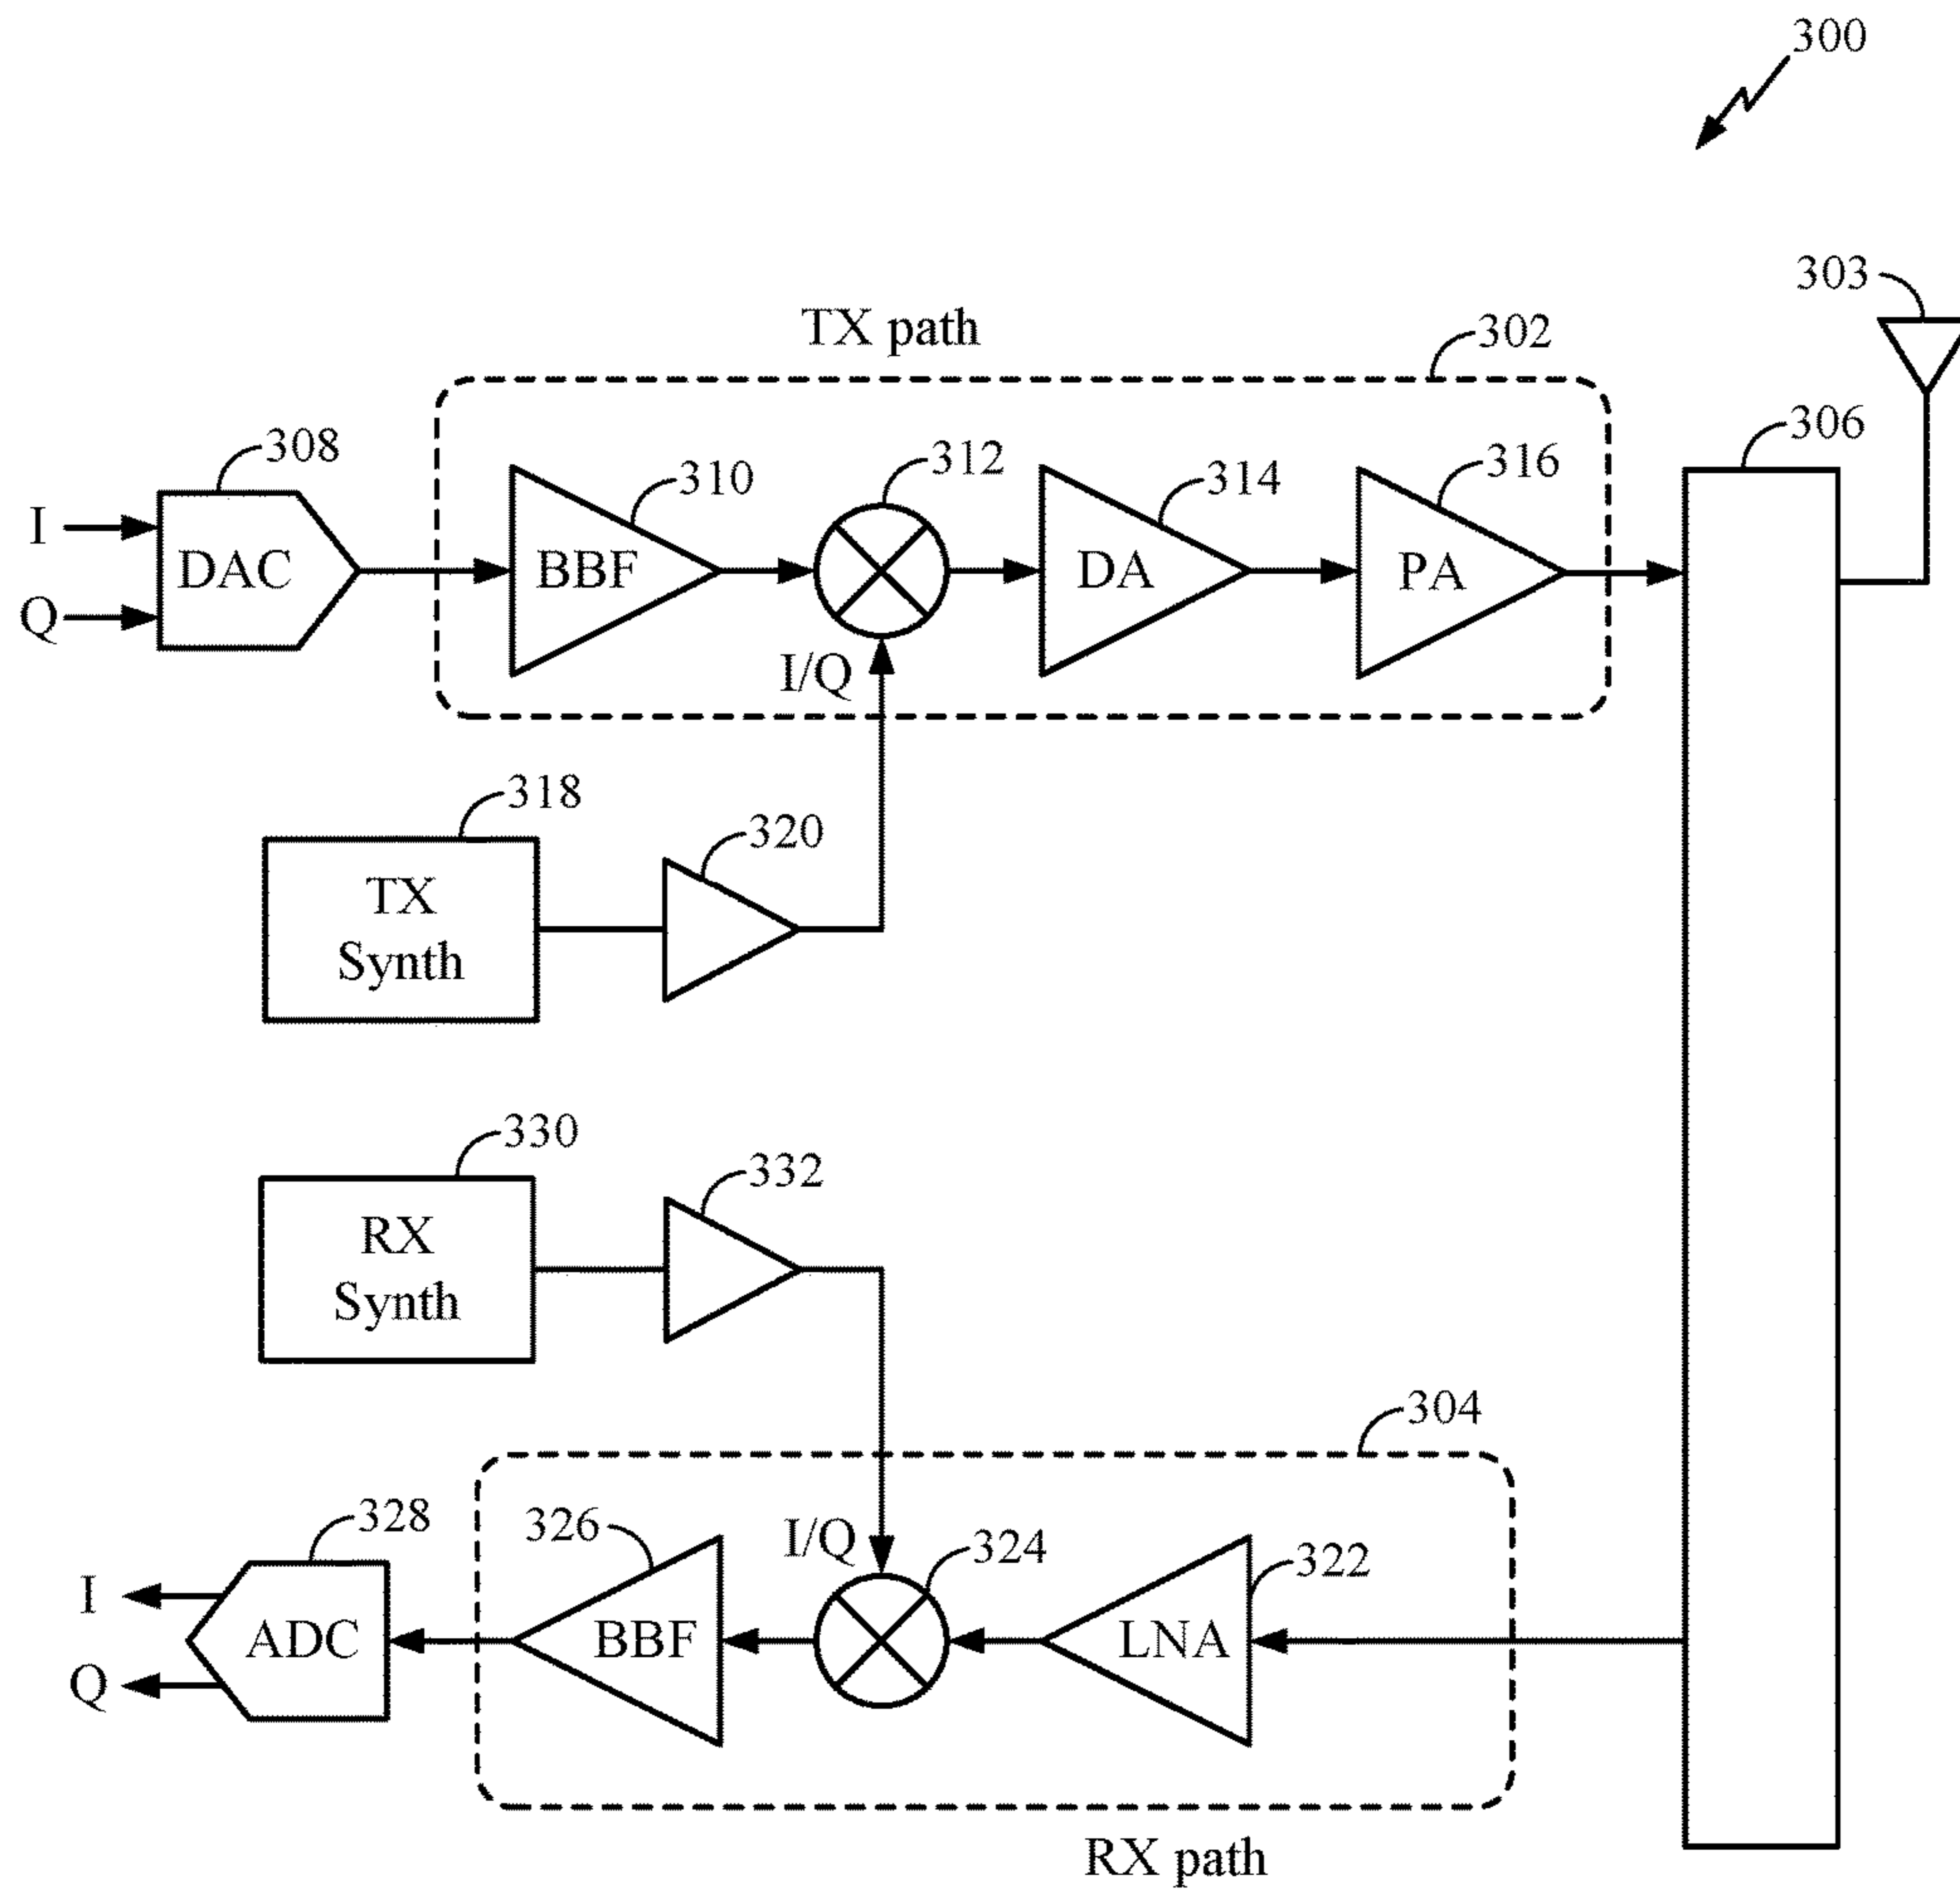 300
303
TX path
302
306
308
310
312
314
316
I
DAC
BBF
DA
PA
Q
I/Q
318
320
TX
Synth
330
332
RX
Synth
304
328
326
I/Q
324
322
I
ADC
BBF
LNA
Q
RX path